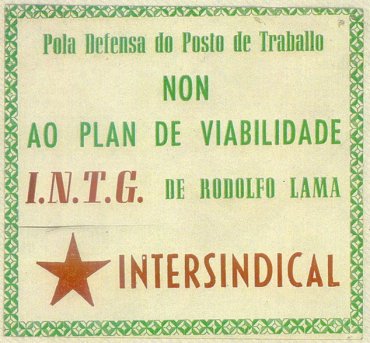 Pola Defensa do Posto de Traballo
NON
AO PLAN DE VIABILIDADE
I.N.T.G. DE RODOLFO LAMA
INTERSINDICAL